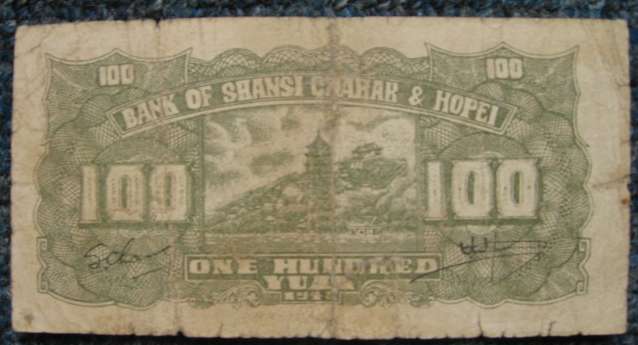 100 100
BANK OF SHANSI CHAHAR & HOPEI
100 100
ONE HUNDRED
YUAN